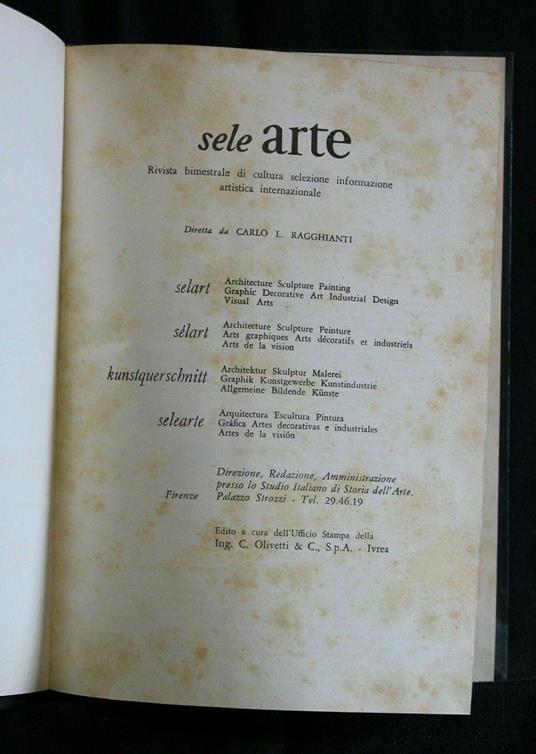 sele arte
Rivista bimestrale di cultura selezione informazione
artistica internazionale
Diretta da CARLO L. RAGGHIANTI
selart
Architecture Sculpture Painting
Graphic Decorative Art Industrial Design
Visual Arts
sélart
Architecture Sculpture Peinture
Arts graphiques Arts décoratifs et industriels
Arts de la vision
kunstquerschnitt
Architektur Skulptur Malerei
Graphik Kunstgewerbe Kunstindustrie
Allgemeine Bildende Künste
selearte
Arquitectura Escultura Pintura
Gráfica Artes decorativas e industriales
Artes de la visión
Firenze
Direzione, Redazione, Amministrazione
presso lo Studio Italiano di Storia dell'Arte.
Palazzo Strozzi - Tel. 29.46.19
Edito a cura dell'Ufficio Stampa della
Ing. C. Olivetti & C., S.p.A. - Ivrea